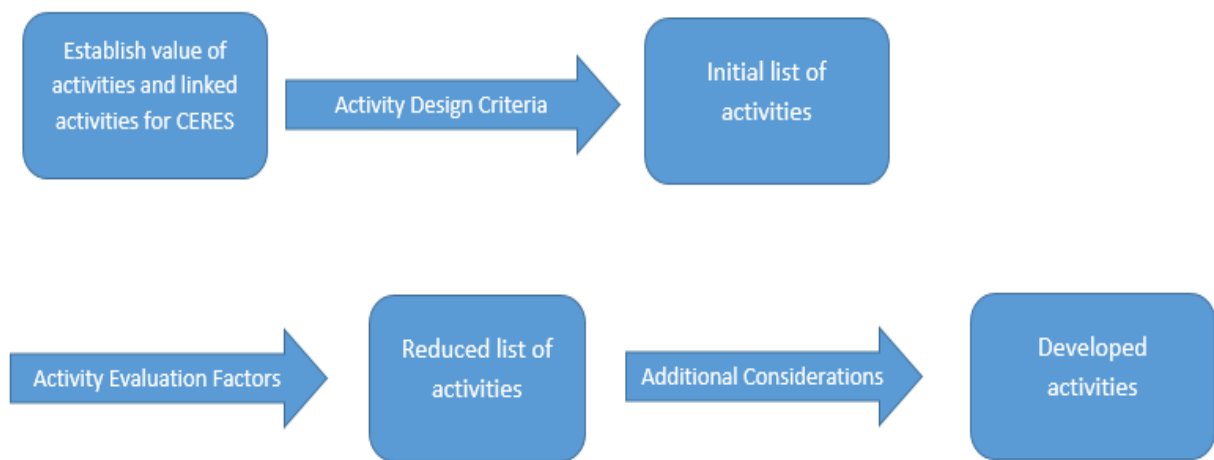 Establish value of
activities and linked
activities for CERES
Activity Design Criteria
Initial list of
activities
Activity Evaluation Factors
Reduced list of
activities
Additional Considerations
Developed
activities